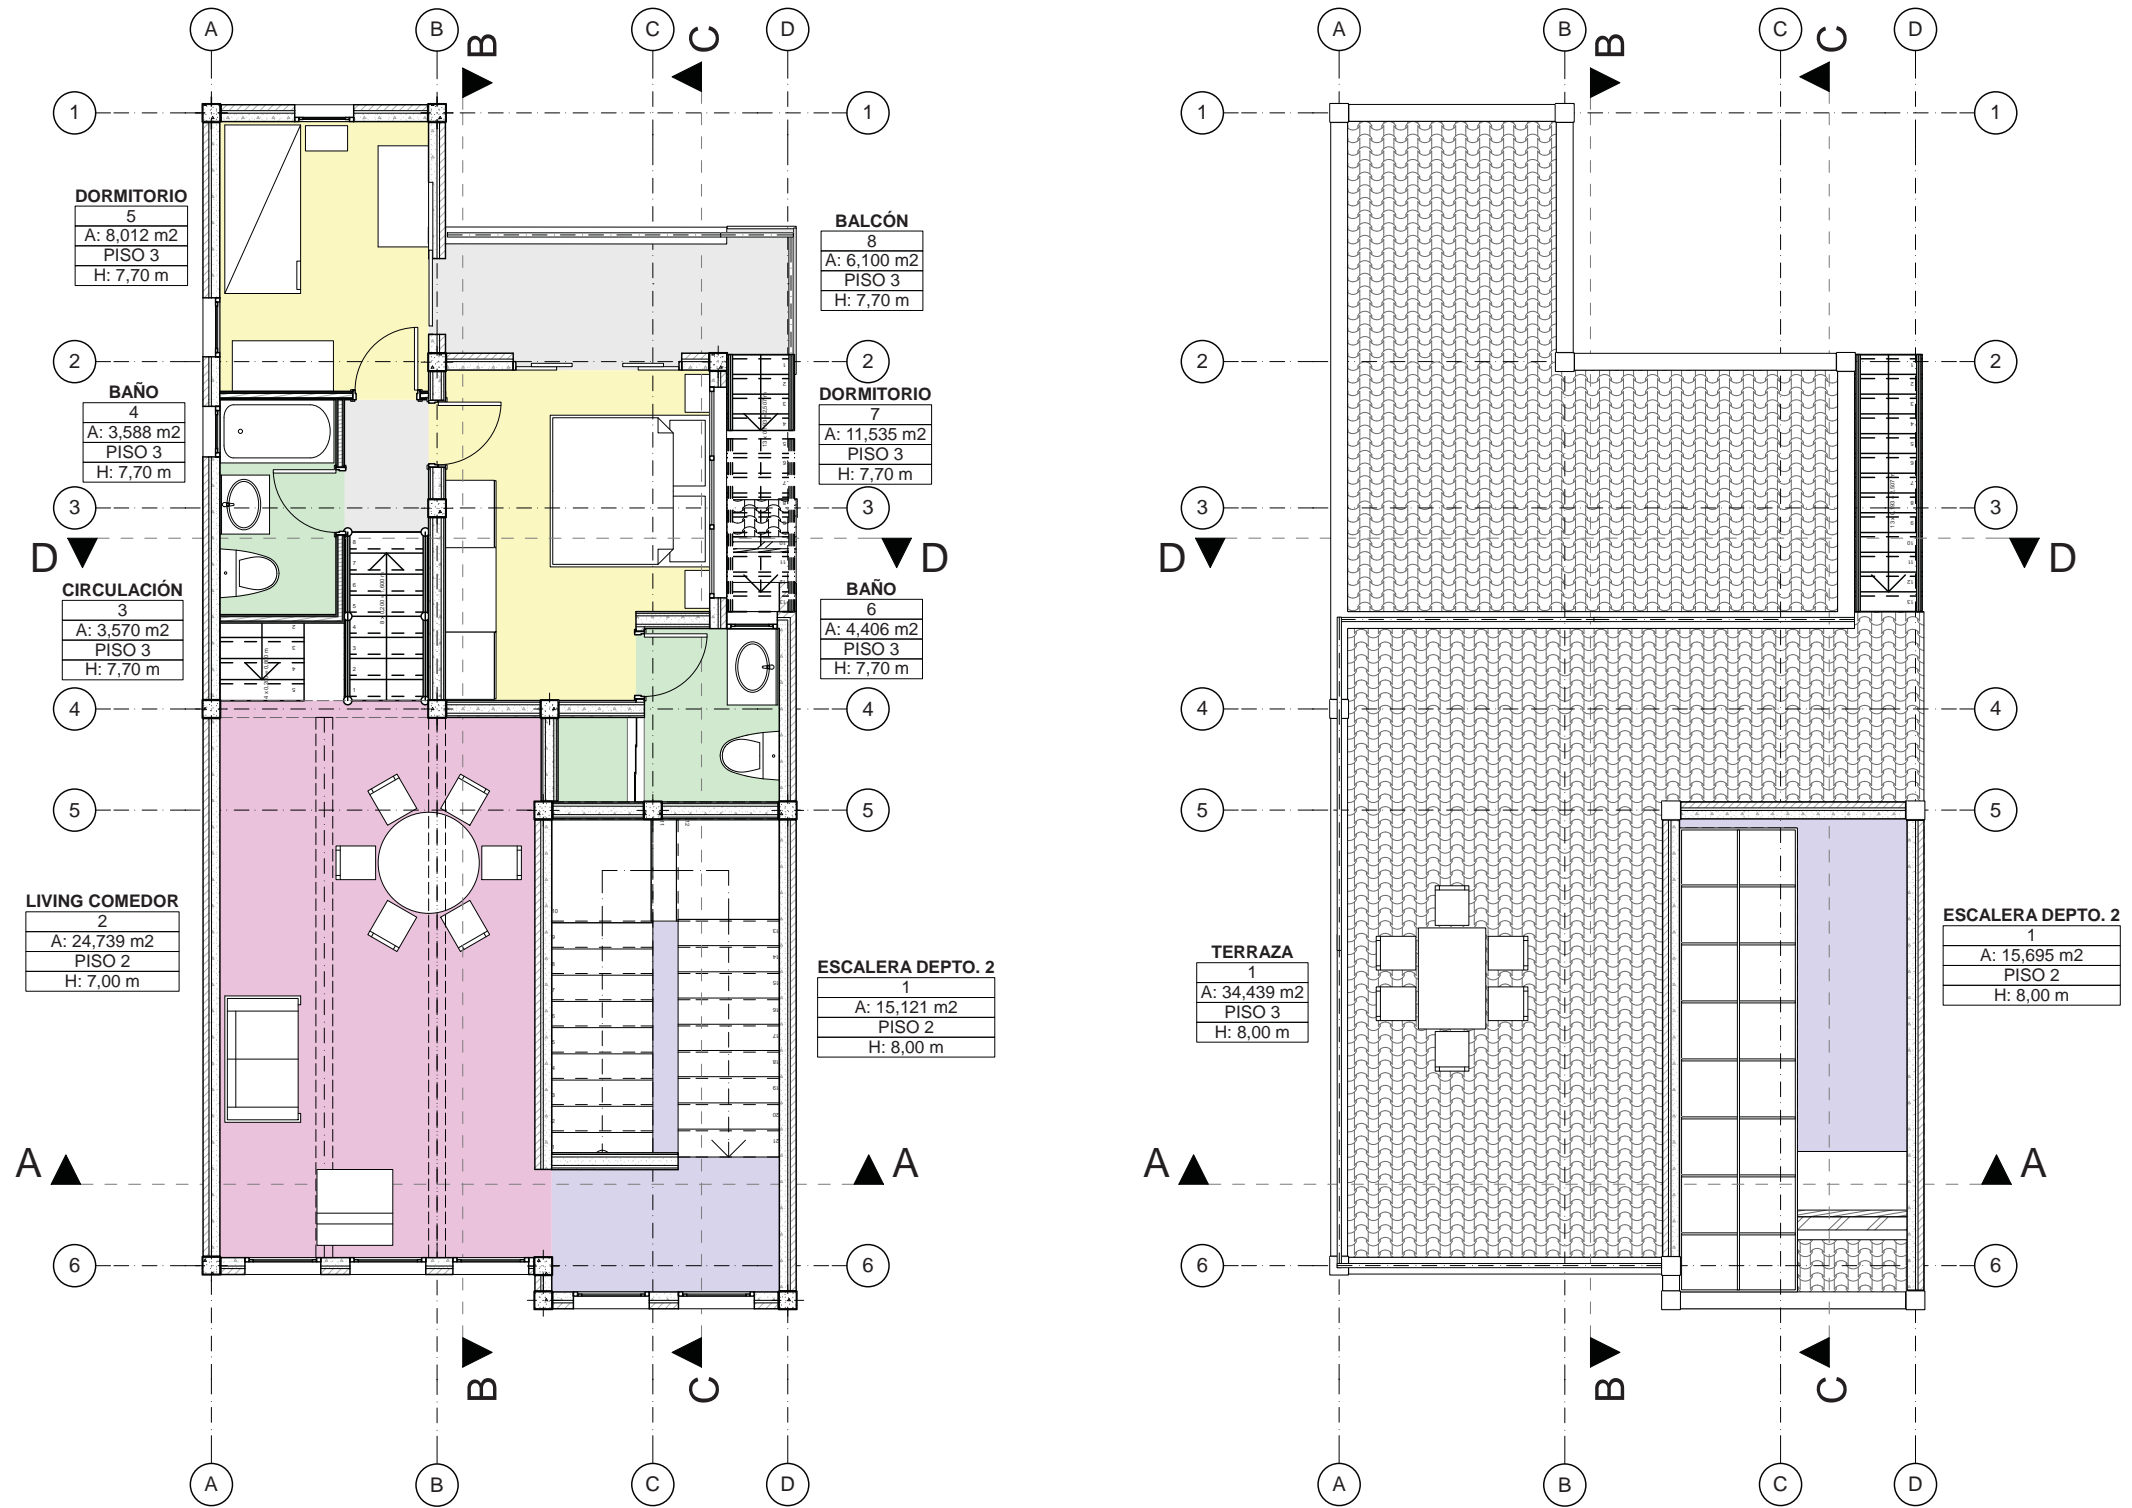 A B C D
B C
1 1
DORMITORIO
5
A: 8,012 m2
PISO 3
H: 7,70 m
BALCÓN
8
A: 6,100 m2
PISO 3
H: 7,70 m
2 2
BAÑO
4
A: 3,588 m2
PISO 3
H: 7,70 m
DORMITORIO
7
A: 11,535 m2
PISO 3
H: 7,70 m
3 3
D D
CIRCULACIÓN
3
A: 3,570 m2
PISO 3
H: 7,70 m
BAÑO
6
A: 4,406 m2
PISO 3
H: 7,70 m
4 4
5 5
LIVING COMEDOR
2
A: 24,739 m2
PISO 2
H: 7,00 m
ESCALERA DEPTO. 2
1
A: 15,121 m2
PISO 2
H: 8,00 m
A A
6 6
B C
A B C D
A B C D
B C
1 1
2 2
3 3
D D
4 4
5 5
TERRAZA
1
A: 34,439 m2
PISO 3
H: 8,00 m
ESCALERA DEPTO. 2
1
A: 15,695 m2
PISO 2
H: 8,00 m
A A
6 6
B C
A B C D